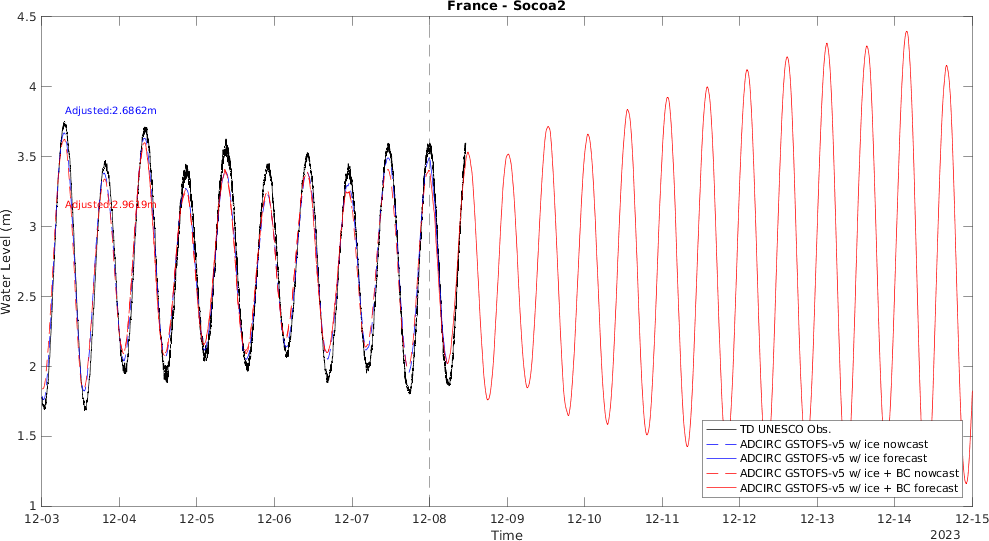 France - Socoa2
4.5
4
3.5
3
2.5
2
1.5
1
Water Level (m)
Adjusted:2.6862m
Adjusted:2.9619m
TD UNESCO Obs.
ADCIRC GSTOFS-v5 w/ ice nowcast
ADCIRC GSTOFS-v5 w/ ice forecast
ADCIRC GSTOFS-v5 w/ ice + BC nowcast
ADCIRC GSTOFS-v5 w/ ice + BC forecast
12-03 12-04 12-05 12-06 12-07 12-08 12-09 12-10 12-11 12-12 12-13 12-14 12-15
Time
2023